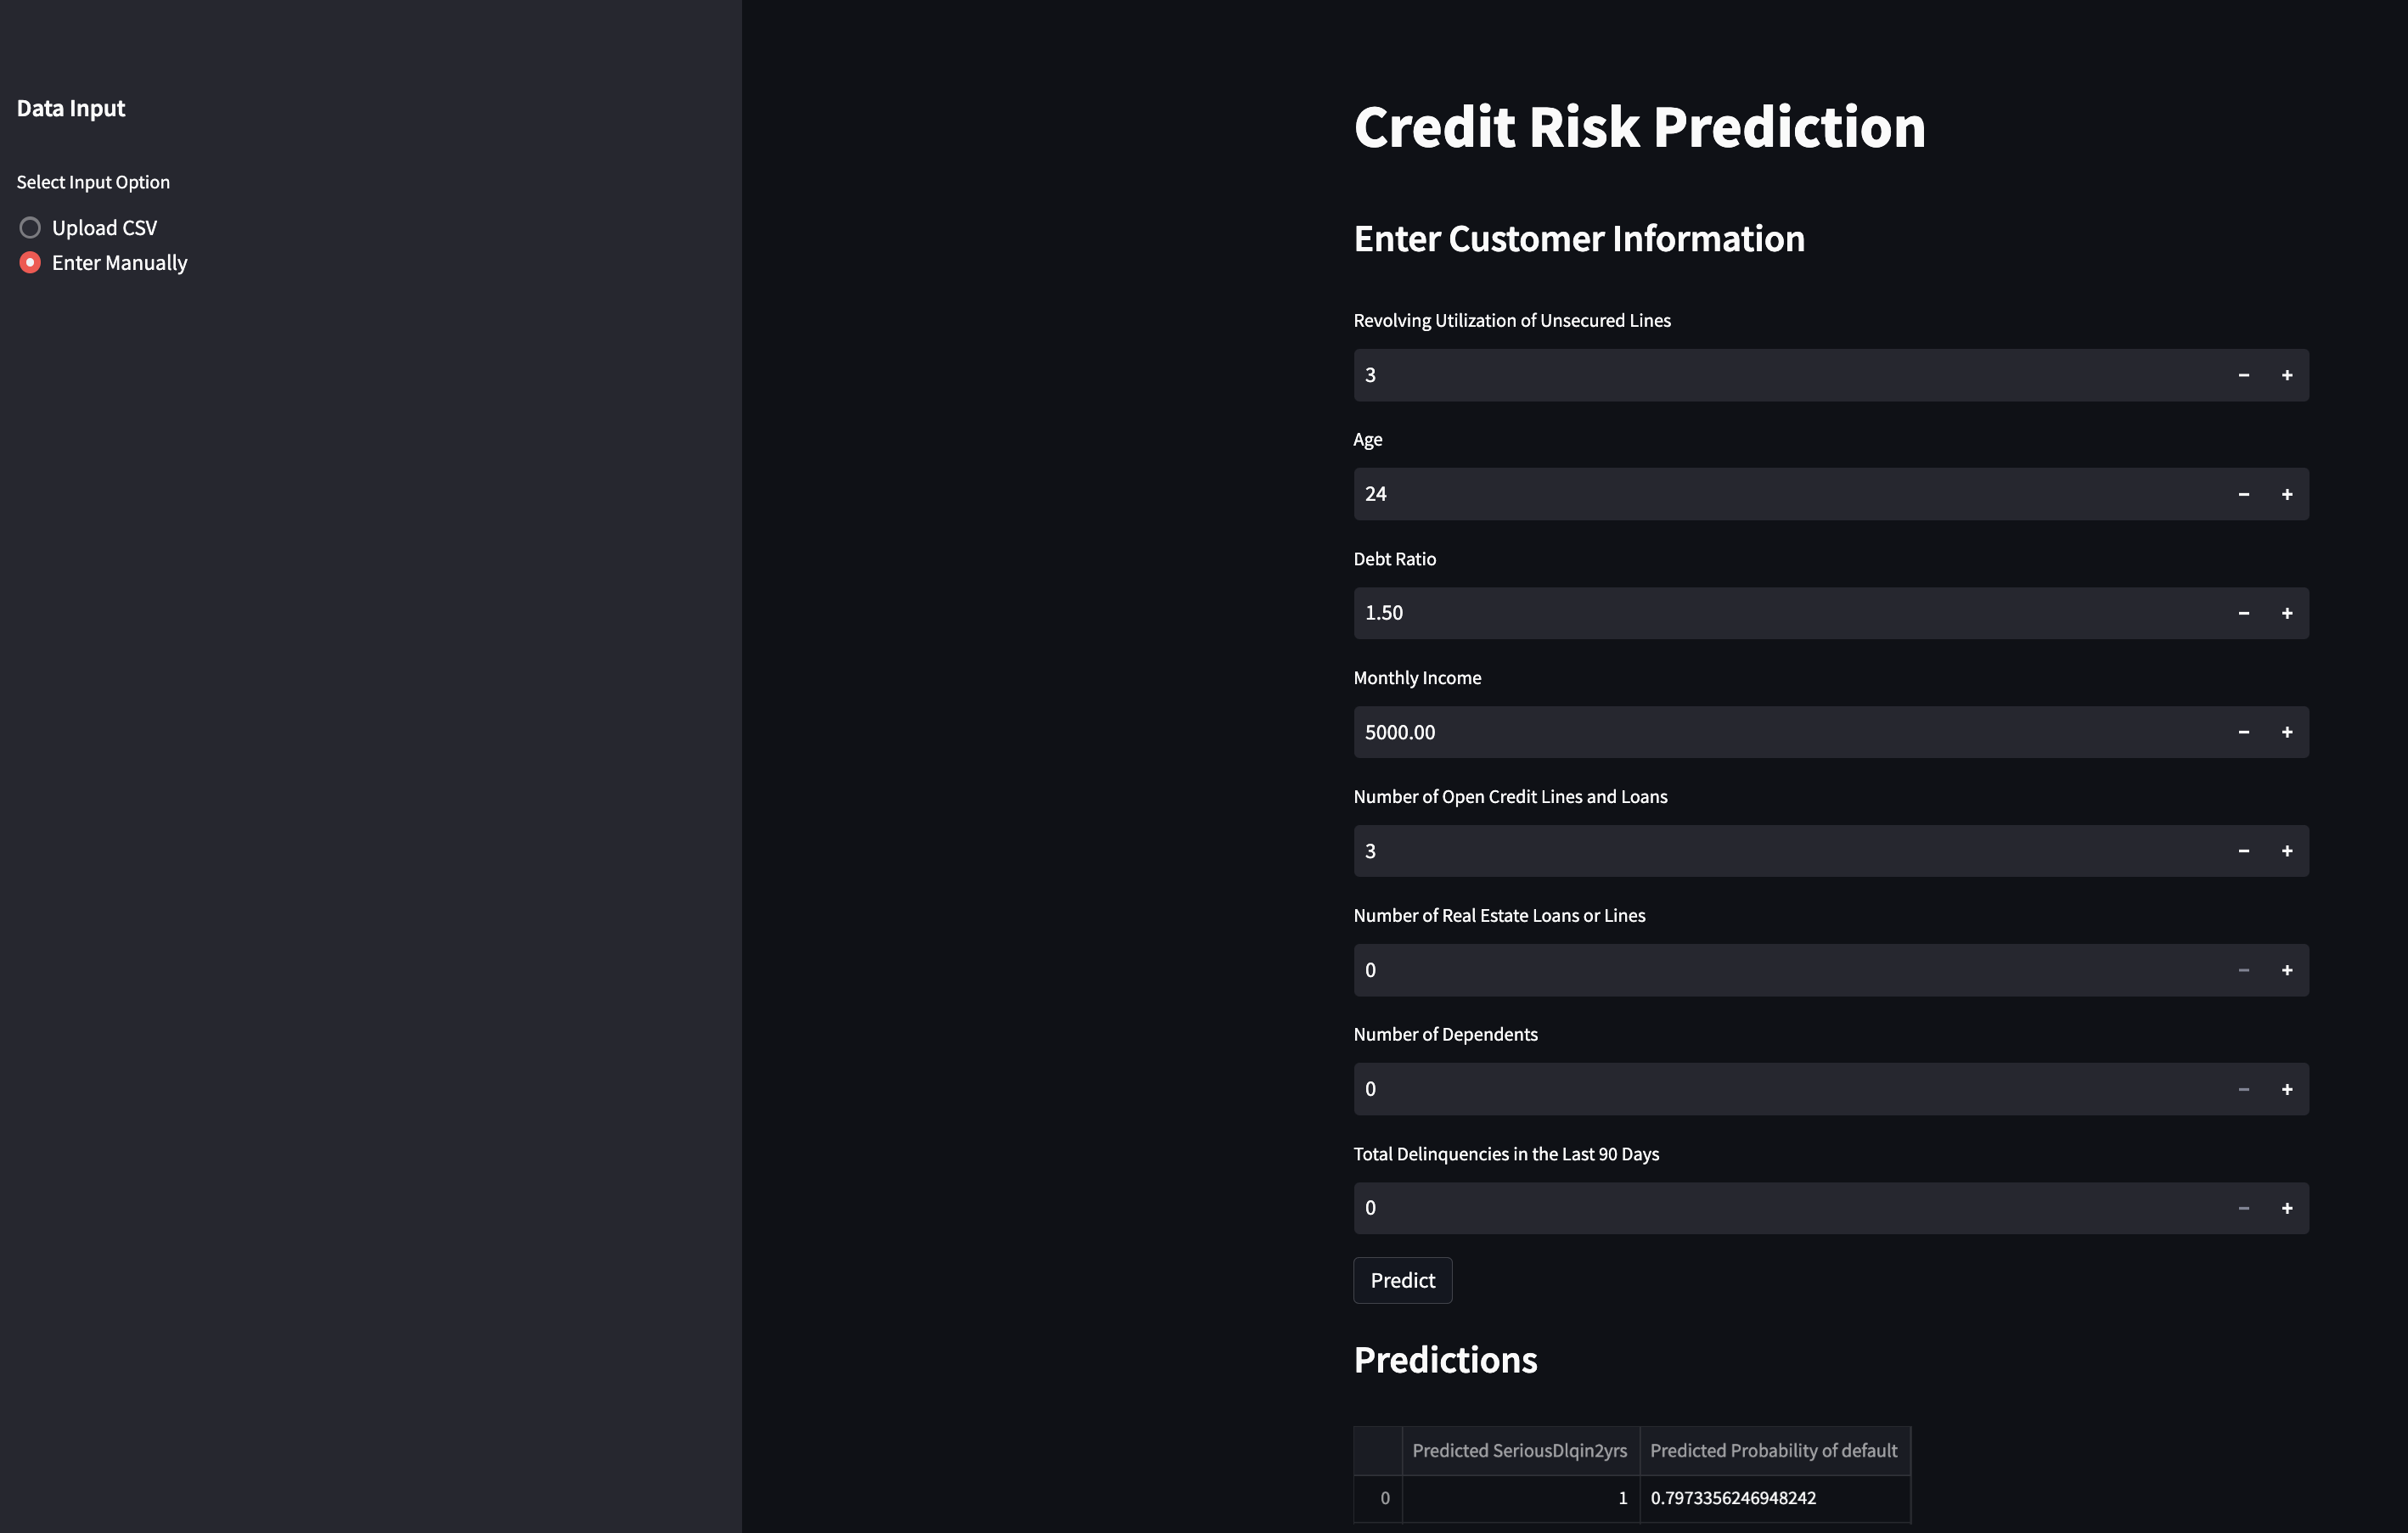 Data Input
Select Input Option
Upload CSV
Enter Manually
Credit Risk Prediction
Enter Customer Information
Revolving Utilization of Unsecured Lines
3
Age
24
Debt Ratio
1.50
Monthly Income
5000.00
Number of Open Credit Lines and Loans
3
Number of Real Estate Loans or Lines
0
Number of Dependents
0
Total Delinquencies in the Last 90 Days
0
Predict
Predictions
Predicted SeriousDlqin2yrs Predicted Probability of default
0 1 0.7973356246948242